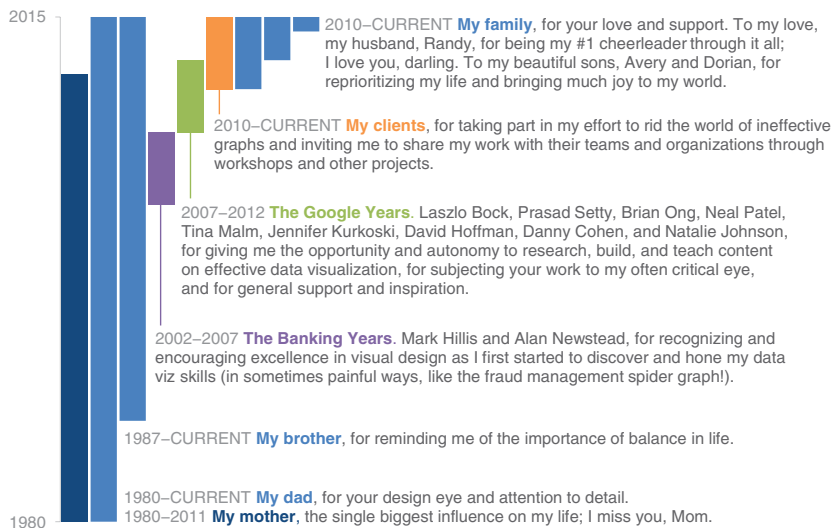 2015
2010–CURRENT My family, for your love and support. To my love,
my husband, Randy, for being my #1 cheerleader through it all;
I love you, darling. To my beautiful sons, Avery and Dorian, for
reprioritizing my life and bringing much joy to my world.
2010–CURRENT My clients, for taking part in my effort to rid the world of ineffective
graphs and inviting me to share my work with their teams and organizations through
workshops and other projects.
2007–2012 The Google Years. Laszlo Bock, Prasad Setty, Brian Ong, Neal Patel,
Tina Malm, Jennifer Kurkoski, David Hoffman, Danny Cohen, and Natalie Johnson,
for giving me the opportunity and autonomy to research, build, and teach content
on effective data visualization, for subjecting your work to my often critical eye,
and for general support and inspiration.
2002–2007 The Banking Years. Mark Hillis and Alan Newstead, for recognizing and
encouraging excellence in visual design as I first started to discover and hone my data
viz skills (in sometimes painful ways, like the fraud management spider graph!).
1987–CURRENT My brother, for reminding me of the importance of balance in life.
1980–CURRENT My dad, for your design eye and attention to detail.
1980–2011 My mother, the single biggest influence on my life; I miss you, Mom.
1980